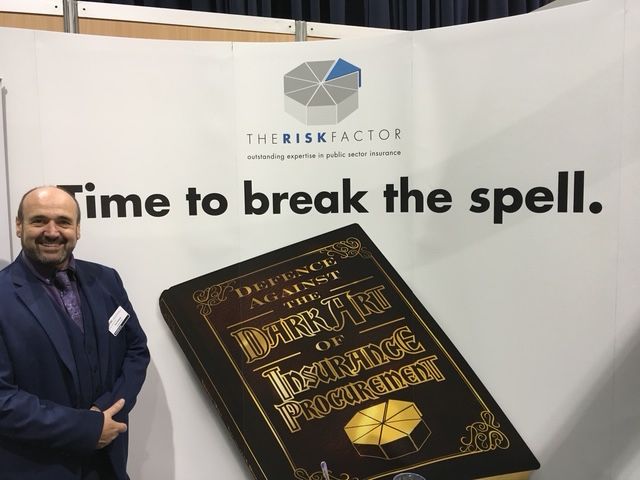 THERISKFACTOR
outstanding expertise in public sector insurance
Time to break the spell.
DEFENCE
AGAINST
THE
DARK ART
OF
INSURANCE
PROCUREMENT